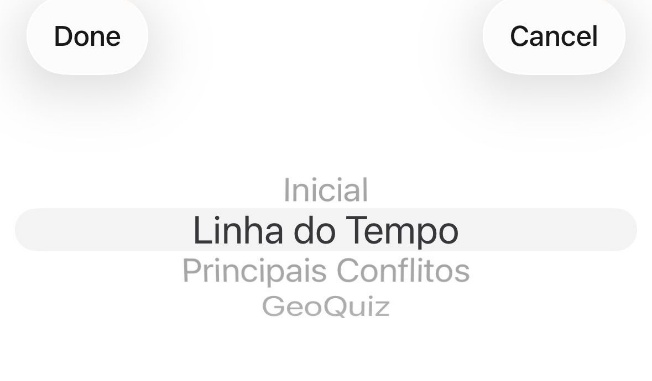 Done Cancel
Inicial
Linha do Tempo
Principais Conflitos
GeoQuiz